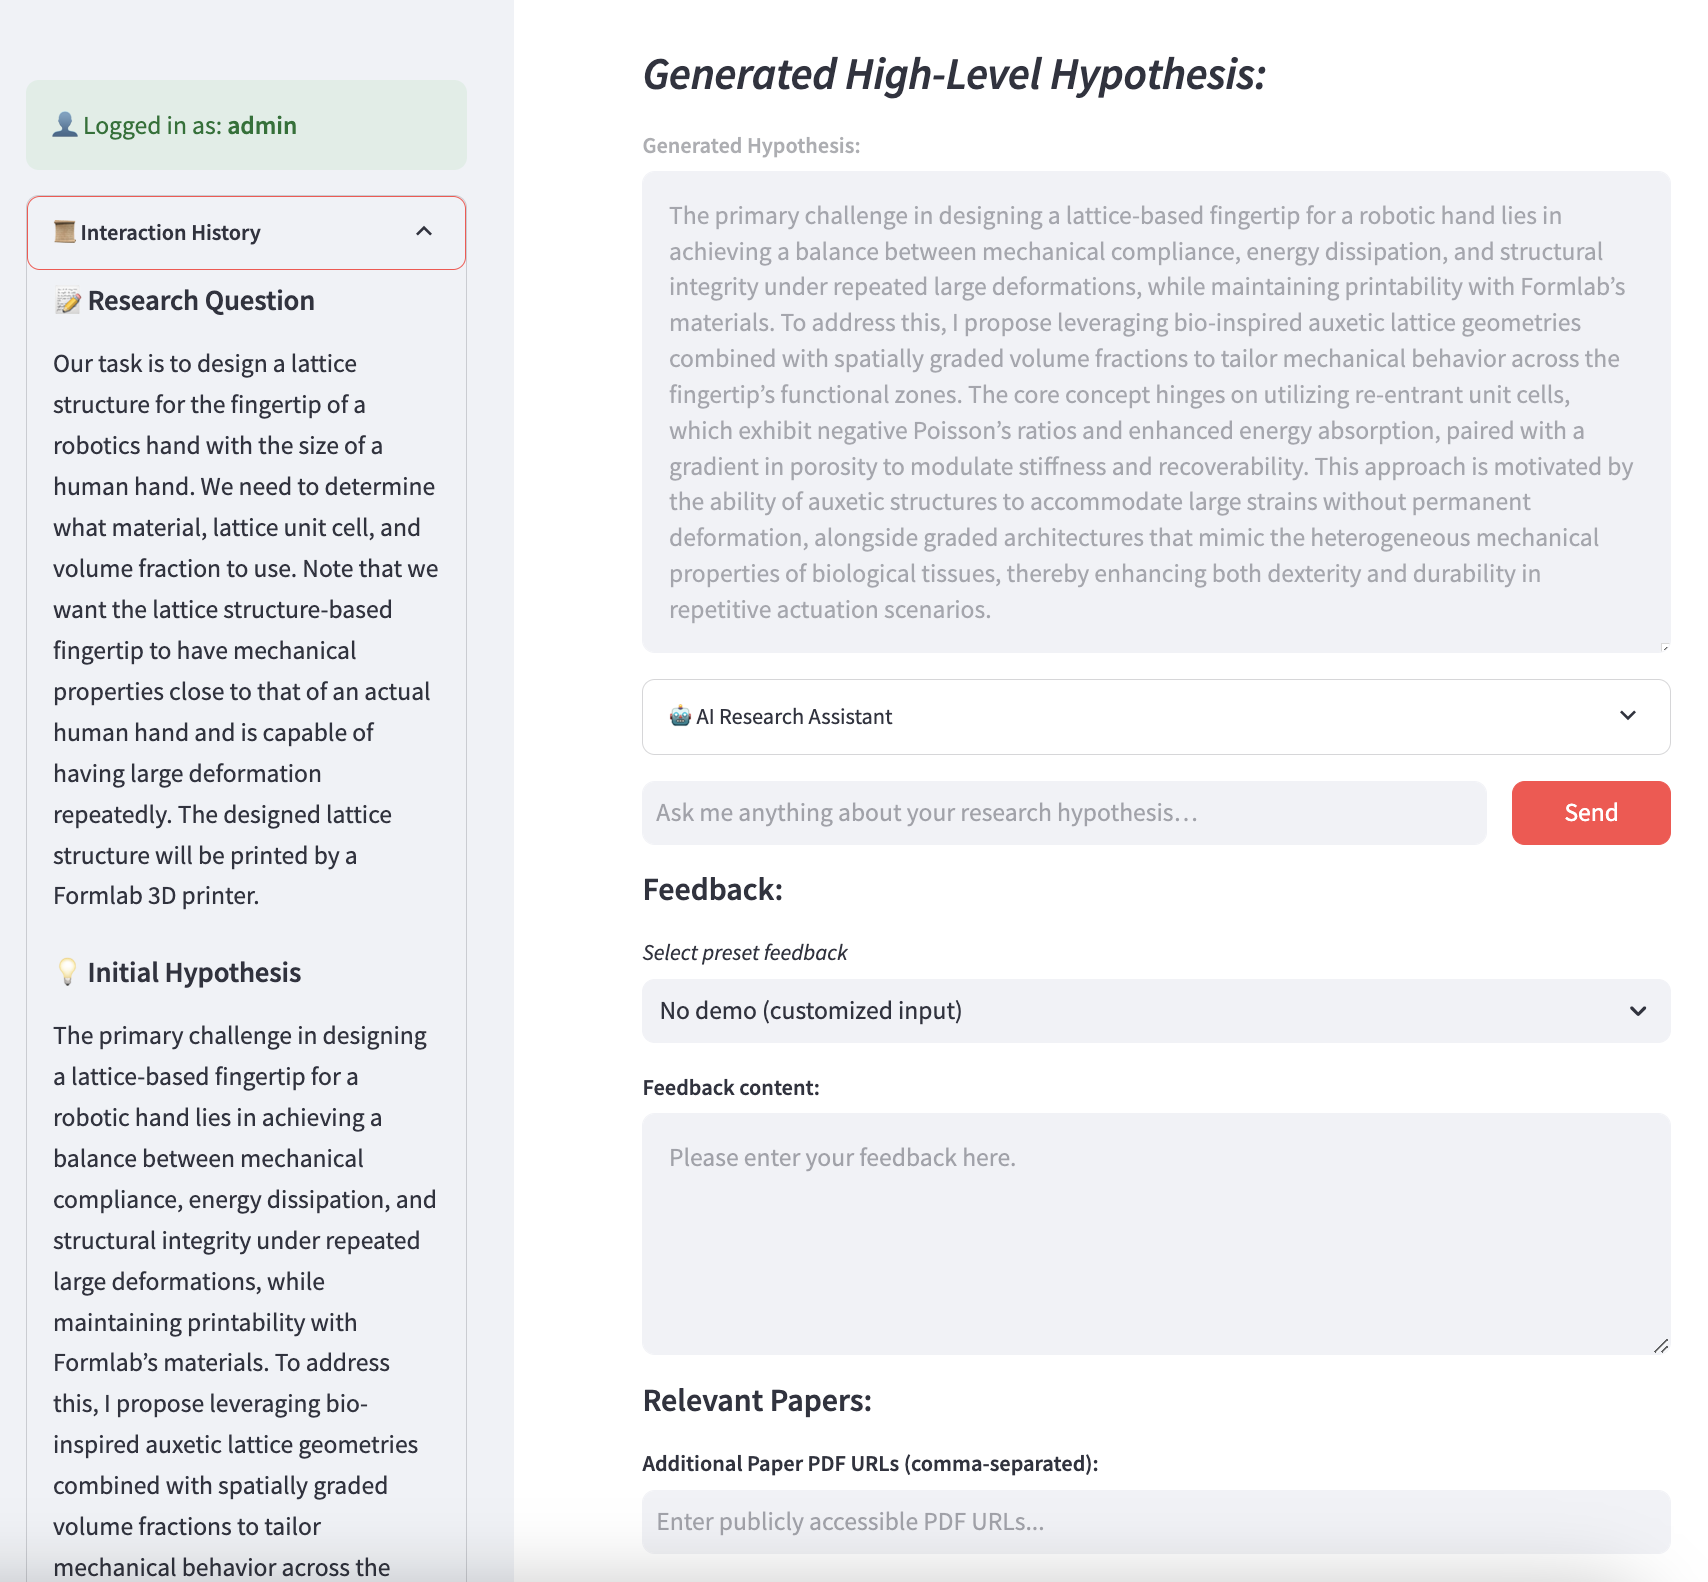 Logged in as: admin
Interaction History
Research Question
Our task is to design a lattice
structure for the fingertip of a
robotics hand with the size of a
human hand. We need to determine
what material, lattice unit cell, and
volume fraction to use. Note that we
want the lattice structure-based
fingertip to have mechanical
properties close to that of an actual
human hand and is capable of
having large deformation
repeatedly. The designed lattice
structure will be printed by a
Formlab 3D printer.
Initial Hypothesis
The primary challenge in designing
a lattice-based fingertip for a
robotic hand lies in achieving a
balance between mechanical
compliance, energy dissipation, and
structural integrity under repeated
large deformations, while
maintaining printability with
Formlab’s materials. To address
this, I propose leveraging bio-
inspired auxetic lattice geometries
combined with spatially graded
volume fractions to tailor
mechanical behavior across the
Generated High-Level Hypothesis:
Generated Hypothesis:
The primary challenge in designing a lattice-based fingertip for a robotic hand lies in
achieving a balance between mechanical compliance, energy dissipation, and structural
integrity under repeated large deformations, while maintaining printability with Formlab’s
materials. To address this, I propose leveraging bio-inspired auxetic lattice geometries
combined with spatially graded volume fractions to tailor mechanical behavior across the
fingertip’s functional zones. The core concept hinges on utilizing re-entrant unit cells,
which exhibit negative Poisson’s ratios and enhanced energy absorption, paired with a
gradient in porosity to modulate stiffness and recoverability. This approach is motivated by
the ability of auxetic structures to accommodate large strains without permanent
deformation, alongside graded architectures that mimic the heterogeneous mechanical
properties of biological tissues, thereby enhancing both dexterity and durability in
repetitive actuation scenarios.
AI Research Assistant
Ask me anything about your research hypothesis…
Send
Feedback:
Select preset feedback
No demo (customized input)
Feedback content:
Please enter your feedback here.
Relevant Papers:
Additional Paper PDF URLs (comma-separated):
Enter publicly accessible PDF URLs...